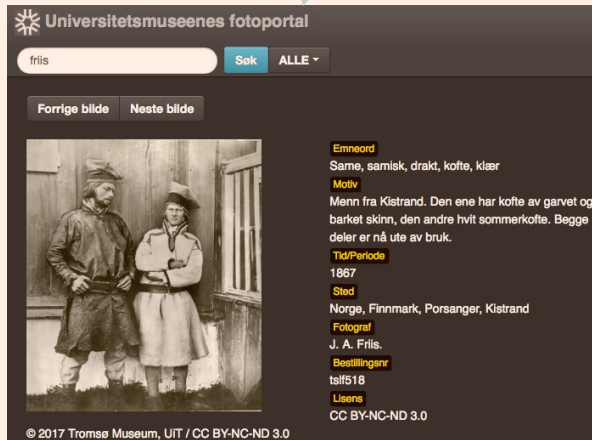 Universitetsmuseenes fotoportal
friis
Søk
ALLE
Forrige bilde
Neste bilde
Emneord
Same, samisk, drakt, kofte, klær
Motiv
Menn fra Kistrand. Den ene har kofte av garvet og
barket skinn, den andre hvit sommerkofte. Begge
deler er nå ute av bruk.
Tid/Periode
1867
Sted
Norge, Finnmark, Porsanger, Kistrand
Fotograf
J. A. Friis.
Bestillingsnr
tslf518
Lisens
CC BY-NC-ND 3.0
© 2017 Tromsø Museum, UiT / CC BY-NC-ND 3.0